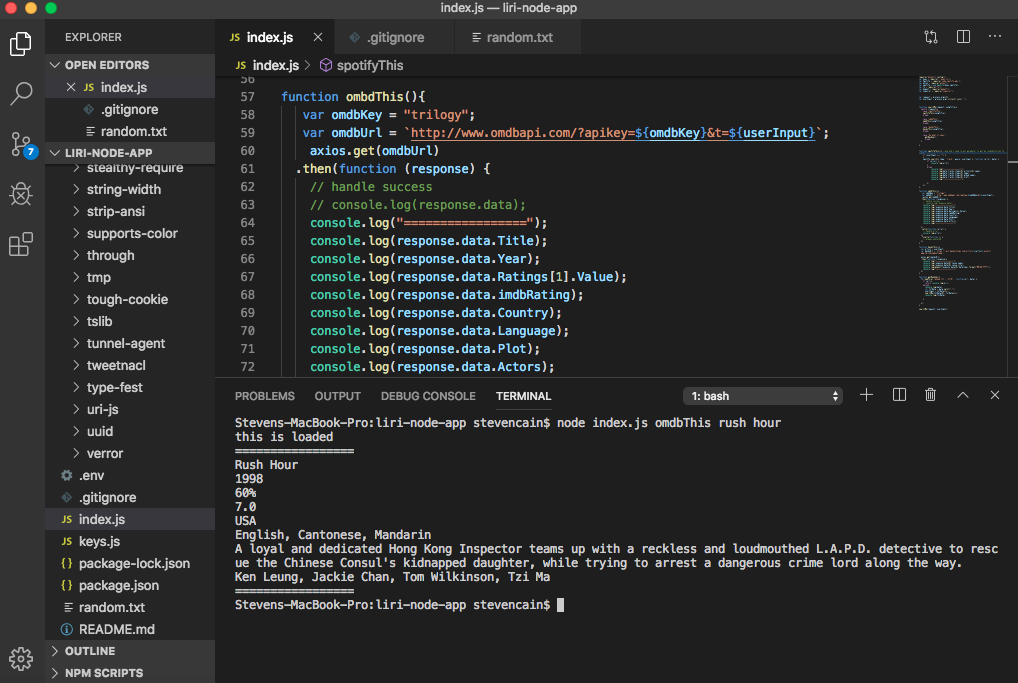 index.js — liri-node-app
EXPLORER
OPEN EDITORS
JS index.js
.gitignore
random.txt
7
LIRI-NODE-APP
stealthy-require
string-width
strip-ansi
supports-color
through
tmp
tough-cookie
tslib
tunnel-agent
tweetnacl
type-fest
uri-js
uuid
verror
.env
.gitignore
JS index.js
JS keys.js
{} package-lock.json
{} package.json
random.txt
README.md
OUTLINE
NPM SCRIPTS
JS index.js .gitignore random.txt
JS index.js > spotifyThis
56
57 function ombdThis(){
58 var omdbKey = "trilogy";
59 var omdbUrl = `http://www.omdbapi.com/?apikey=${omdbKey}&t=${userInput}`;
60 axios.get(omdbUrl)
61 .then(function (response) {
62 // handle success
63 // console.log(response.data);
64 console.log("=================");
65 console.log(response.data.Title);
66 console.log(response.data.Year);
67 console.log(response.data.Ratings[1].Value);
68 console.log(response.data.imdbRating);
69 console.log(response.data.Country);
70 console.log(response.data.Language);
71 console.log(response.data.Plot);
72 console.log(response.data.Actors);
PROBLEMS OUTPUT DEBUG CONSOLE TERMINAL 1: bash
Stevens-MacBook-Pro:liri-node-app stevencain$ node index.js omdbThis rush hour
this is loaded
=================
Rush Hour
1998
60%
7.0
USA
English, Cantonese, Mandarin
A loyal and dedicated Hong Kong Inspector teams up with a reckless and loudmouthed L.A.P.D. detective to resc
ue the Chinese Consul's kidnapped daughter, while trying to arrest a dangerous crime lord along the way.
Ken Leung, Jackie Chan, Tom Wilkinson, Tzi Ma
=================
Stevens-MacBook-Pro:liri-node-app stevencain$